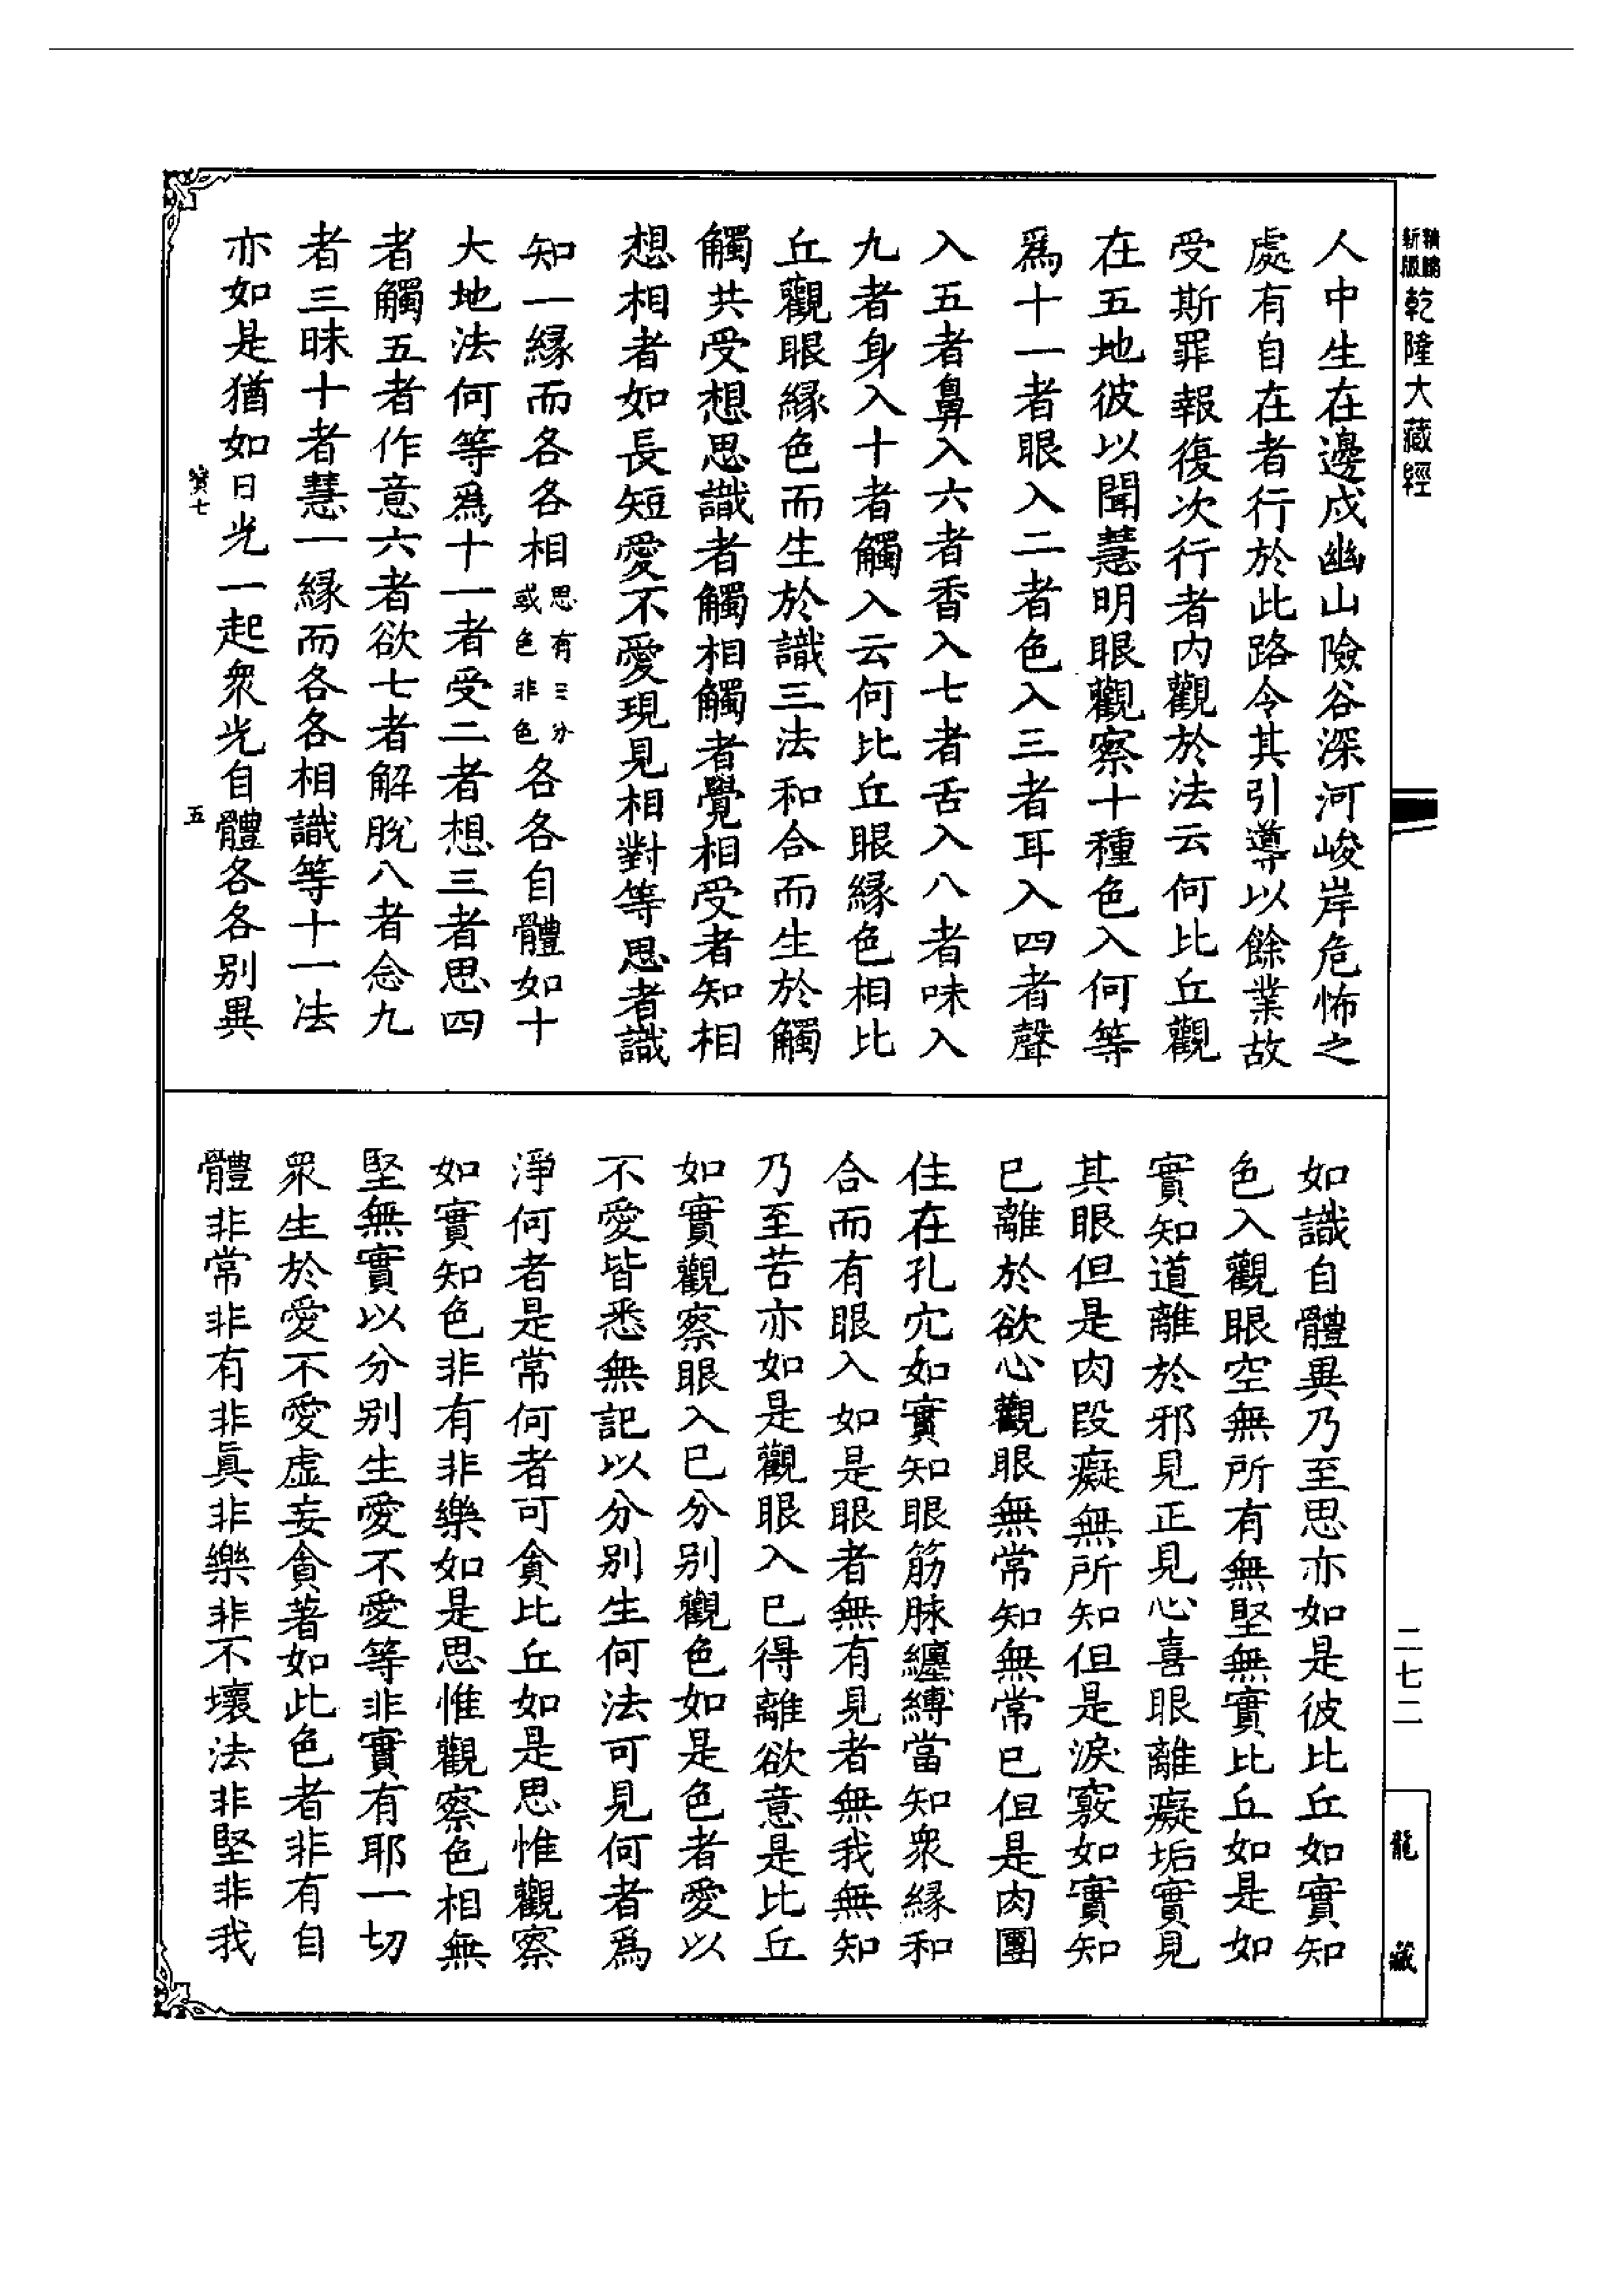 新版
乾隆大藏經
人中生在邊戍幽山險谷深河峻岸危怖之
處有自在者行於此路令其引導以餘業故
受斯罪報復次行者內觀於法云何比丘觀
在五地彼以聞慧明眼觀察十種色入何等
爲十一者眼入二者色入三者耳入四者聲
入五者鼻入六者香入七者舌入八者味入
九者身入十者觸入云何比丘眼緣色相比
丘觀眼緣色而生於識三法和合而生於觸
觸共受想思識者觸相觸者覺相受者知相
想相者如長短愛不愛現見相對等思者識
知一緣而各各相思有三分或色非色各各自體如十
大地法何等爲十一者受二者想三者思四
者觸五者作意六者欲七者解脫八者念九
者三昧十者慧一緣而各各相識等十一法
亦如是猶如日光一起衆光自體各各別異
寳七
五
如識自體異乃至思亦如是彼比丘如實知
色入觀眼空無所有無堅無實比丘如是如
實知道離於邪見正見心喜眼離癡垢實見
其眼但是肉段癡無所知但是淚竅如實知
已離於欲心觀眼無常知無常已但是肉團
住在孔穴如實知眼筋脉纏縛當知衆緣和
合而有眼入如是眼者無有見者無我無知
乃至苦亦如是觀眼入已得離欲意是比丘
如實觀察眼入已分別觀色如是色者愛以
不愛皆悉無記以分別生何法可見何者爲
淨何者是常何者可貪比丘如是思惟觀察
如實知色非有非樂如是思惟觀察色相無
堅無實以分別生愛不愛等非實有耶一切
衆生於愛不愛虛妄貪著如此色者非有自
體非常非有非眞非樂非不壞法非堅非我
二七二
龍藏